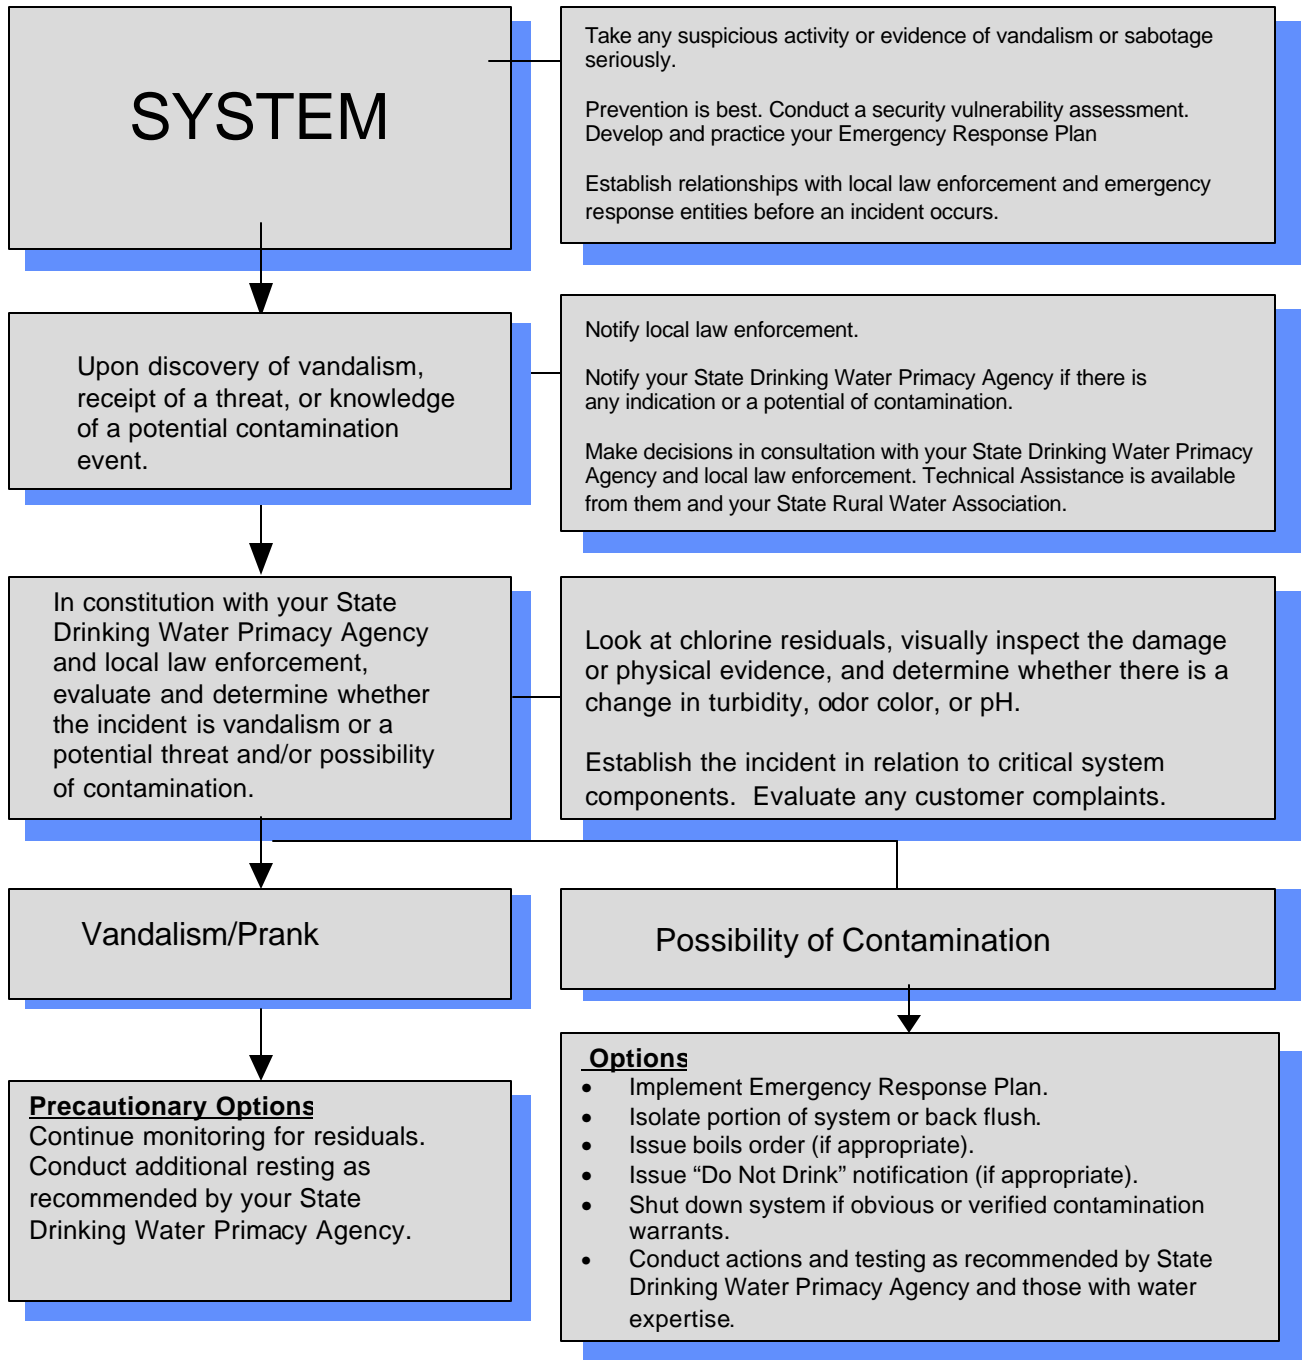 SYSTEM
Take any suspicious activity or evidence of vandalism or sabotage
seriously.
Prevention is best. Conduct a security vulnerability assessment.
Develop and practice your Emergency Response Plan
Establish relationships with local law enforcement and emergency
response entities before an incident occurs.
Upon discovery of vandalism,
receipt of a threat, or knowledge
of a potential contamination
event.
Notify local law enforcement.
Notify your State Drinking Water Primacy Agency if there is
any indication or a potential of contamination.
Make decisions in consultation with your State Drinking Water Primacy
Agency and local law enforcement. Technical Assistance is available
from them and your State Rural Water Association.
In constitution with your State
Drinking Water Primacy Agency
and local law enforcement,
evaluate and determine whether
the incident is vandalism or a
potential threat and/or possibility
of contamination.
Look at chlorine residuals, visually inspect the damage
or physical evidence, and determine whether there is a
change in turbidity, odor color, or pH.
Establish the incident in relation to critical system
components.  Evaluate any customer complaints.
Vandalism/Prank
Possibility of Contamination
Precautionary Options
Continue monitoring for residuals.
Conduct additional resting as
recommended by your State
Drinking Water Primacy Agency.
Options
• Implement Emergency Response Plan.
• Isolate portion of system or back flush.
• Issue boils order (if appropriate).
• Issue “Do Not Drink” notification (if appropriate).
• Shut down system if obvious or verified contamination
warrants.
• Conduct actions and testing as recommended by State
Drinking Water Primacy Agency and those with water
expertise.